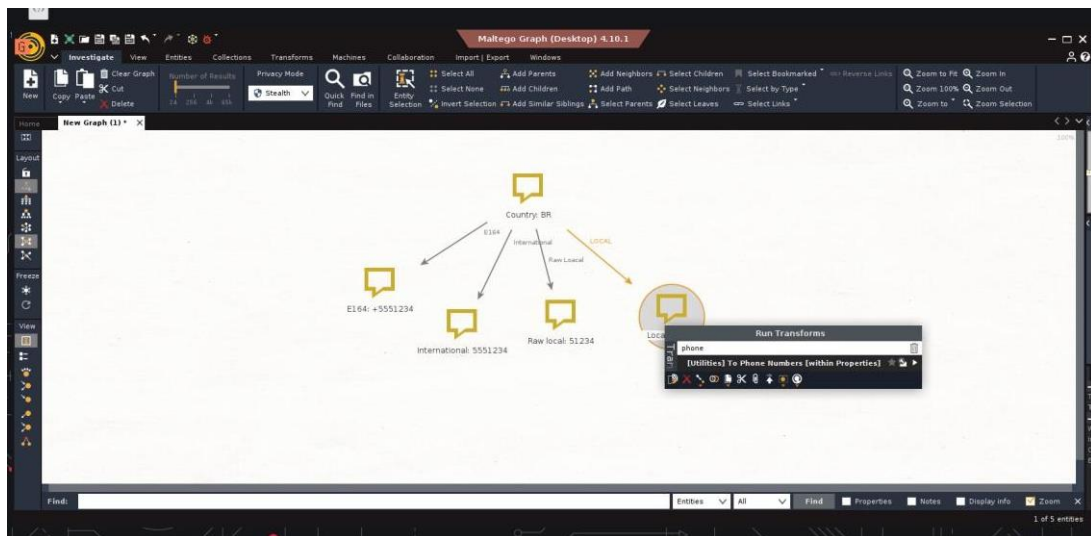 Maltego Graph (Desktop) 4.10.1
Investigate View Entities Collections Transforms Machines Collaboration Import | Export Windows
New
Copy Paste
Clear Graph
Cut
Delete
Number of Results
Privacy Mode
Stealth
Quick Find
Find in Files
Entity Selection
Select All
Select None
Invert Selection
Add Parents
Add Children
Add Similar Siblings
Add Neighbors
Add Path
Select Parents
Select Children
Select Neighbors
Select Leaves
Select Bookmarked
Select by Type
Select Links
Reverse Links
Zoom to Fit
Zoom 100%
Zoom to
Zoom In
Zoom Out
Zoom Selection
Home
New Graph (1) *
100%
Layout
Freeze
View
Country: BR
E164
International
Raw Loacal
LOCAL
E164: +5551234
International: 5551234
Raw local: 51234
Loca
Run Transforms
Tran
phone
[Utilities] To Phone Numbers [within Properties]
Find:
Entities
All
Find
Properties
Notes
Display info
Zoom
1 of 5 entities